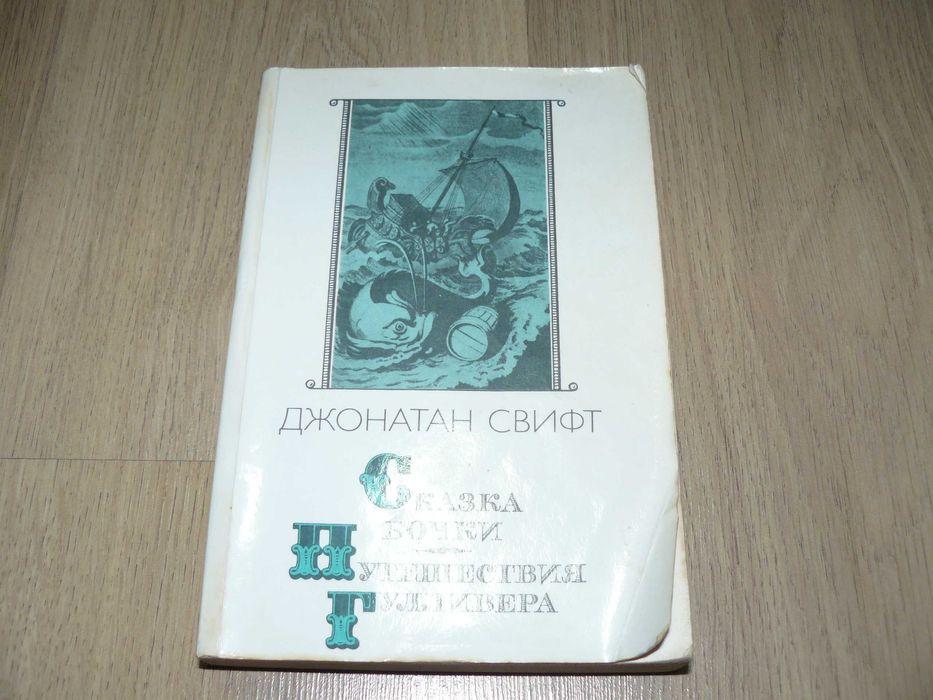 ДЖОНАТАН СВИФТ
СКАЗКА
БОЧКИ
ПУТЕШЕСТВИЯ
ГУЛЛИВЕРА